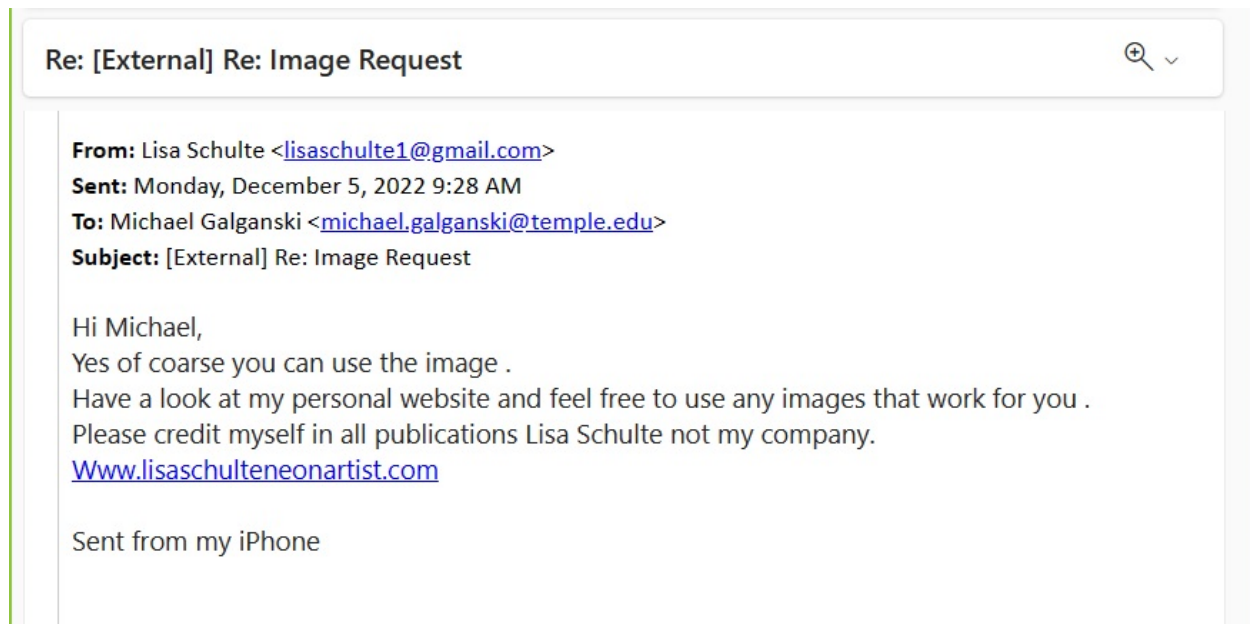 Re: [External] Re: Image Request
From: Lisa Schulte <lisaschulte1@gmail.com>
Sent: Monday, December 5, 2022 9:28 AM
To: Michael Galganski <michael.galganski@temple.edu>
Subject: [External] Re: Image Request
Hi Michael,
Yes of coarse you can use the image .
Have a look at my personal website and feel free to use any images that work for you .
Please credit myself in all publications Lisa Schulte not my company.
Www.lisaschulteneonartist.com
Sent from my iPhone